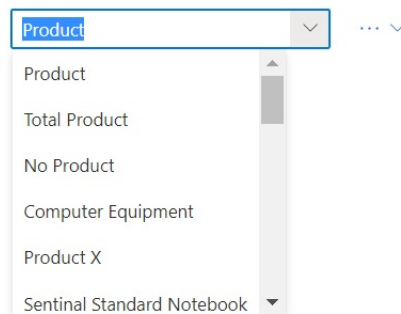 Product
Product
Total Product
No Product
Computer Equipment
Product X
Sentinal Standard Notebook